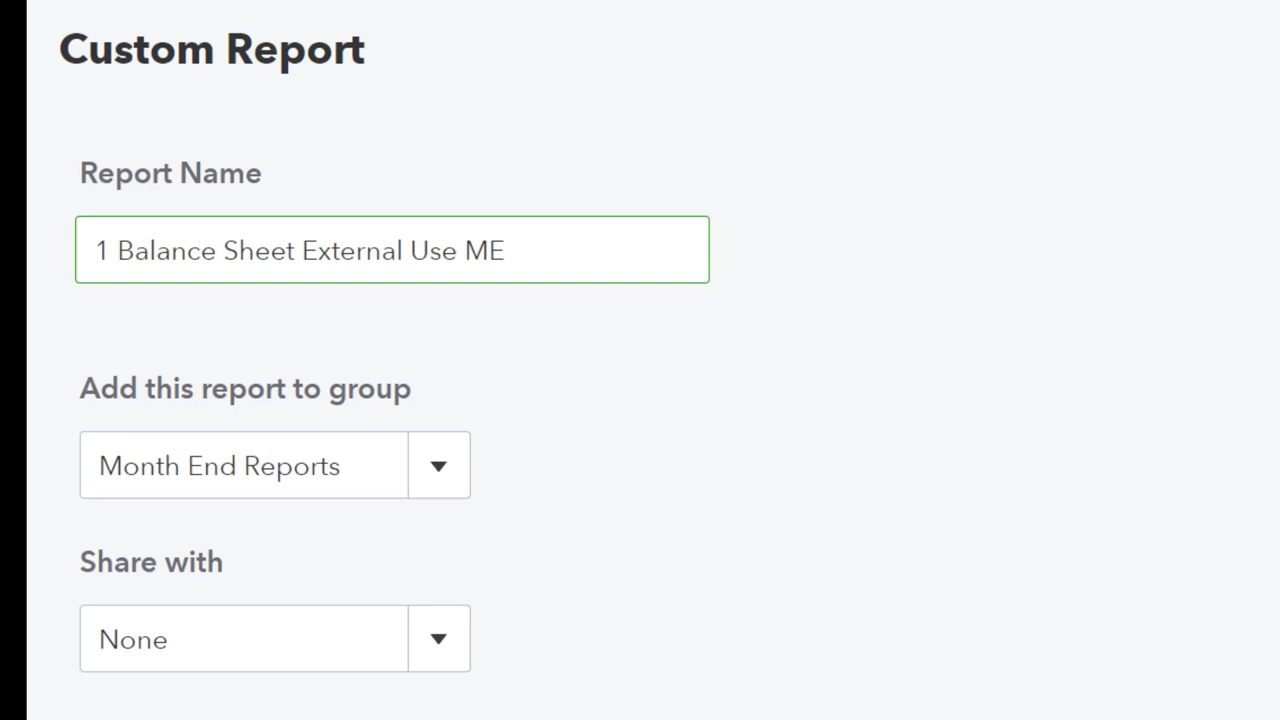 Custom Report
Report Name
1 Balance Sheet External Use ME
Add this report to group
Month End Reports
Share with
None